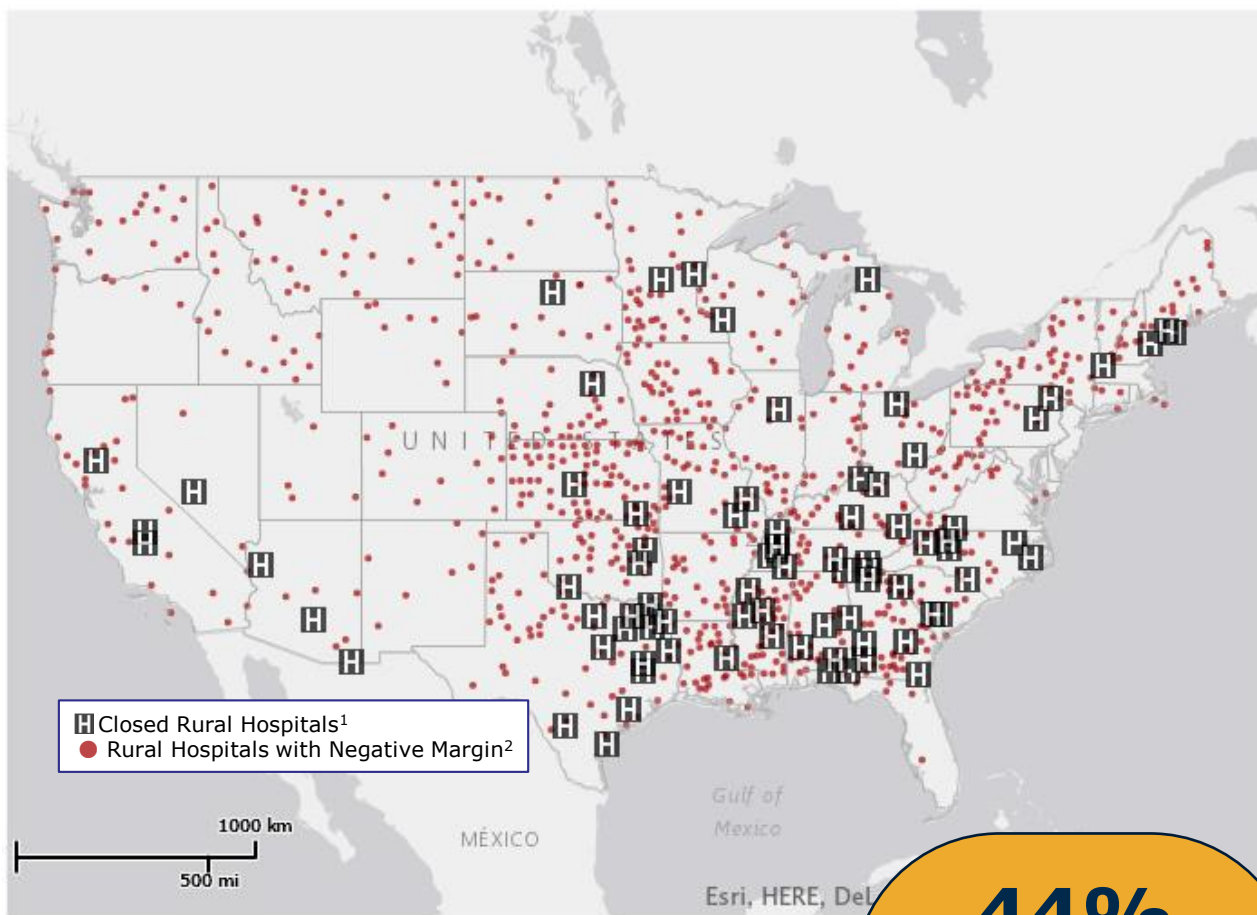 UNITED STATES
H Closed Rural Hospitals¹
Rural Hospitals with Negative Margin²
Gulf of
Mexico
1000 km
MÉXICO
500 mi
Esri, HERE, DeL
44%